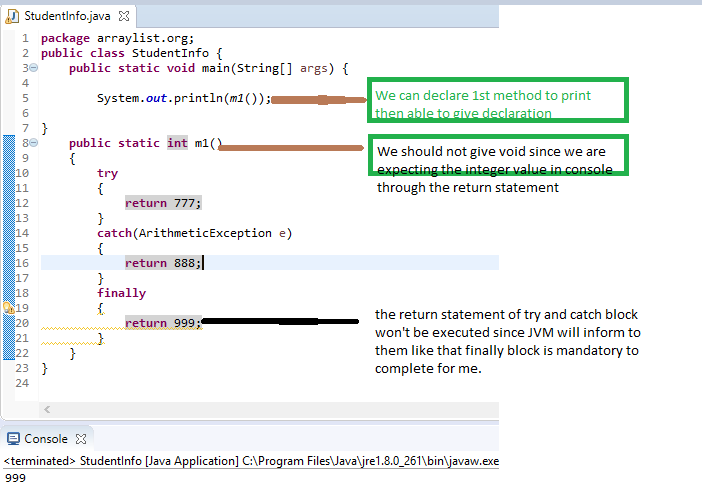 StudentInfo.java
1 package arraylist.org;
2 public class StudentInfo {
3 public static void main(String[] args) {
4
5 System.out.println(m1());
We can declare 1st method to print
then able to give declaration
6
7 }
8 public static int m1()
We should not give void since we are
expecting the integer value in console
through the return statement
9 {
10 try
11 {
12 return 777;
13 }
14 catch(ArithmeticException e)
15 {
16 return 888;
17 }
18 finally
19 {
20 return 999;
the return statement of try and catch block
won't be executed since JVM will inform to
them like that finally block is mandatory to
complete for me.
21 }
22 }
23 }
24
Console
<terminated> StudentInfo [Java Application] C:\Program Files\Java\jre1.8.0_261\bin\javaw.exe
999